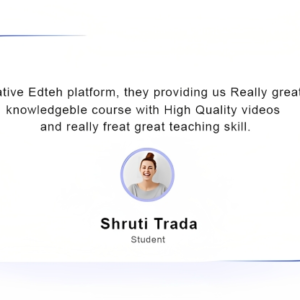 ative Edteh platform, they providing us Really great
knowledgeble course with High Quality videos
and really freat great teaching skill.
Shruti Trada
Student